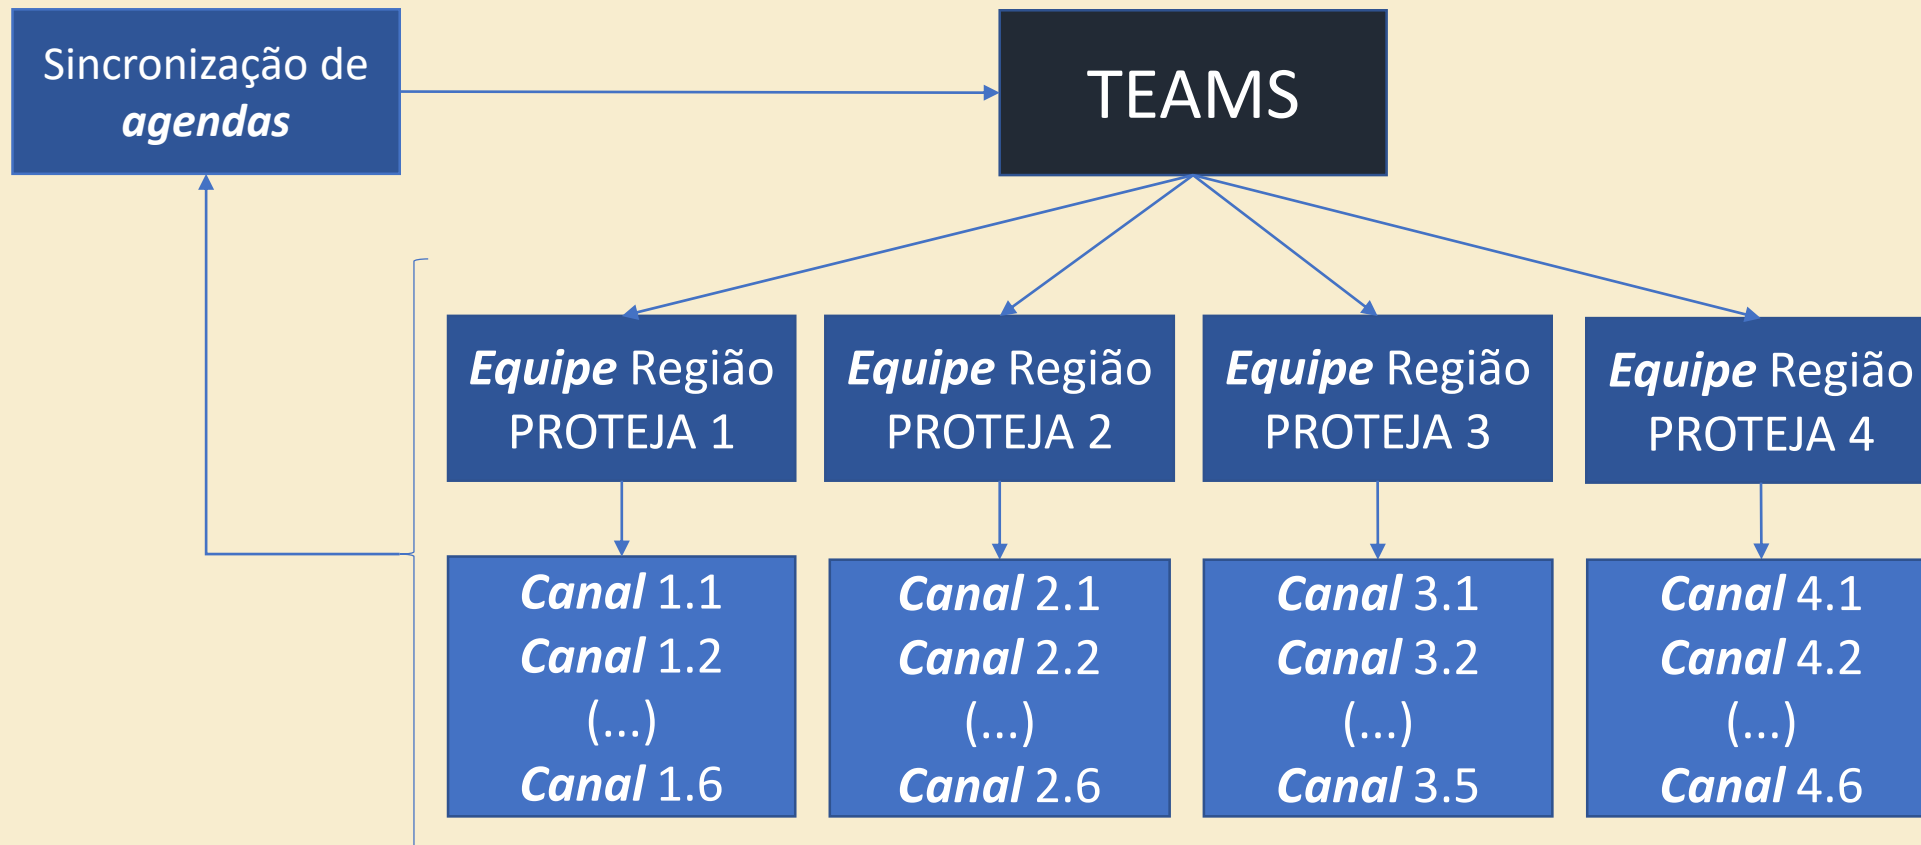 Sincronização de
agendas
TEAMS
Equipe Região
PROTEJA 1
Equipe Região
PROTEJA 2
Equipe Região
PROTEJA 3
Equipe Região
PROTEJA 4
Canal 1.1
Canal 1.2
(...)
Canal 1.6
Canal 2.1
Canal 2.2
(...)
Canal 2.6
Canal 3.1
Canal 3.2
(...)
Canal 3.5
Canal 4.1
Canal 4.2
(...)
Canal 4.6